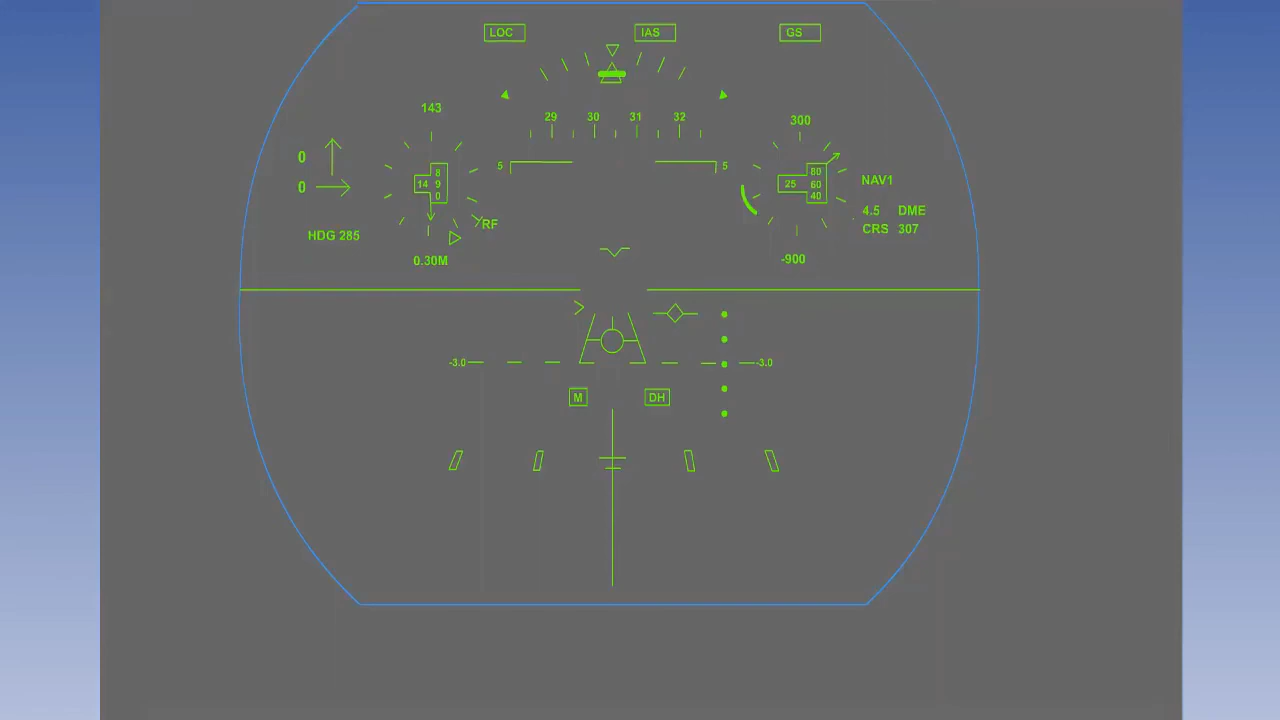 LOC IAS GS
143
300
29 30 31 32
0
0
5 5
14 8 9 0
25 80 60 40
NAV1
4.5 DME
CRS 307
RF
HDG 285
0.30M
-900
-3.0 -3.0
M DH